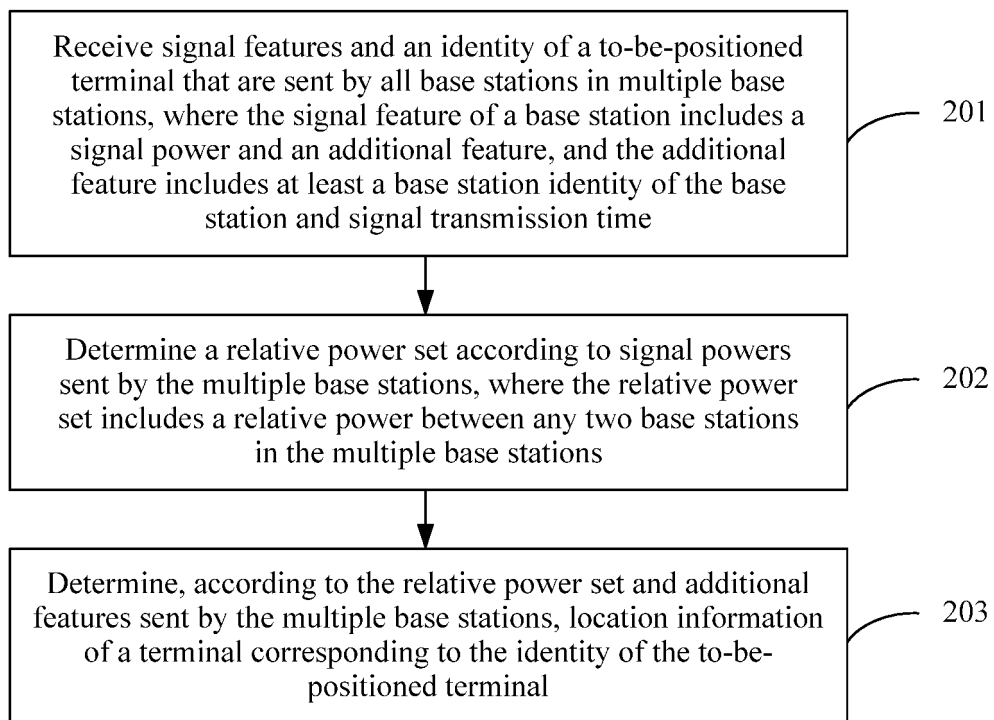 Receive signal features and an identity of a to-be-positioned
terminal that are sent by all base stations in multiple base
stations, where the signal feature of a base station includes a
signal power and an additional feature, and the additional
feature includes at least a base station identity of the base
station and signal transmission time
201
Determine a relative power set according to signal powers
sent by the multiple base stations, where the relative power
set includes a relative power between any two base stations
in the multiple base stations
202
Determine, according to the relative power set and additional
features sent by the multiple base stations, location information
of a terminal corresponding to the identity of the to-be-
positioned terminal
203